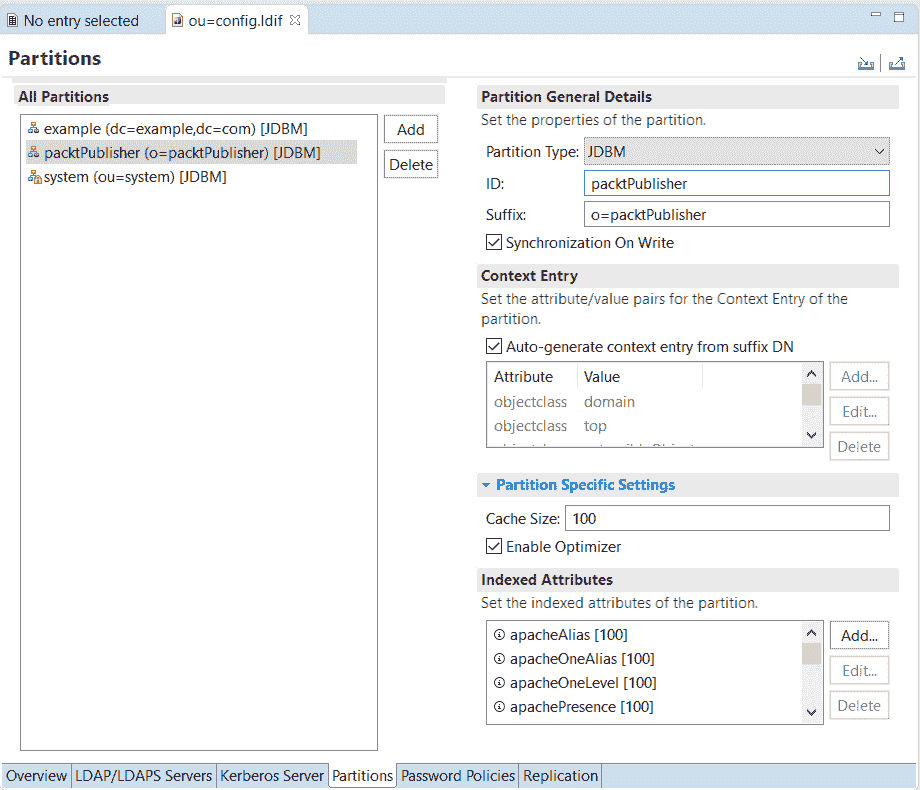 No entry selected
ou=config.ldif
Partitions
All Partitions
example (dc=example,dc=com) [JDBM]
packtPublisher (o=packtPublisher) [JDBM]
system (ou=system) [JDBM]
Add
Delete
Partition General Details
Set the properties of the partition.
Partition Type: JDBM
ID: packtPublisher
Suffix: o=packtPublisher
Synchronization On Write
Context Entry
Set the attribute/value pairs for the Context Entry of the
partition.
Auto-generate context entry from suffix DN
Attribute Value
objectclass domain
objectclass top
Add...
Edit...
Delete
Partition Specific Settings
Cache Size: 100
Enable Optimizer
Indexed Attributes
Set the indexed attributes of the partition.
apacheAlias [100]
apacheOneAlias [100]
apacheOneLevel [100]
apachePresence [100]
Add...
Edit...
Delete
Overview LDAP/LDAPS Servers Kerberos Server Partitions Password Policies Replication